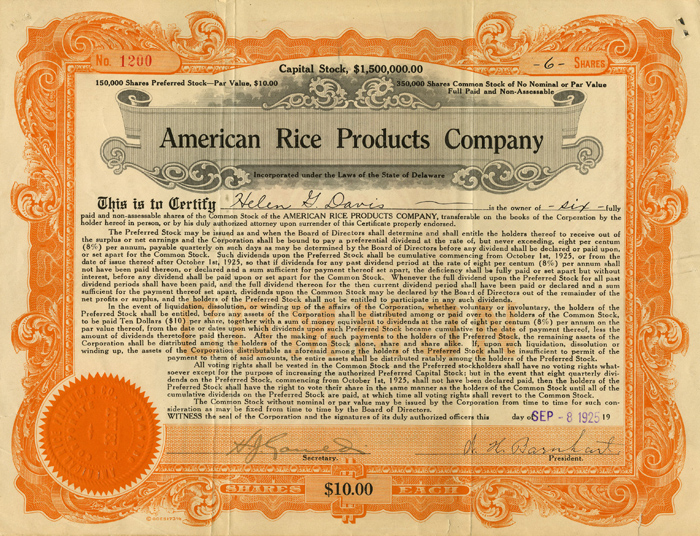 No. 1200
-6- SHARES
Capital Stock, $1,500,000.00
150,000 Shares Preferred Stock—Par Value, $10.00
350,000 Shares Common Stock of No Nominal or Par Value
Full Paid and Non-Assessable
American Rice Products Company
Incorporated under the Laws of the State of Delaware
This is to Certify Helen G Davis is the owner of -six- fully
paid and non-assessable shares of the Common Stock of the AMERICAN RICE PRODUCTS COMPANY, transferable on the books of the Corporation by the
holder hereof in person, or by his duly authorized attorney upon surrender of this Certificate properly endorsed.
The Preferred Stock may be issued as and when the Board of Directors shall determine and shall entitle the holders thereof to receive out of
the surplus or net earnings and the Corporation shall be bound to pay a preferential dividend at the rate of, but never exceeding, eight per centum
(8%) per annum, payable quarterly on such days as may be determined by the Board of Directors before any dividend shall be declared or paid upon,
or set apart for the Common Stock. Such dividends upon the Preferred Stock shall be cumulative commencing from October 1st, 1925, or from the
date of issue thereof after October 1st, 1925, so that if dividends for any past dividend period at the rate of eight per centum (8%) per annum shall
not have been paid thereon, or declared and a sum sufficient for payment thereof set apart, the deficiency shall be fully paid or set apart but without
interest, before any dividend shall be paid upon or set apart for the Common Stock. Whenever the full dividend upon the Preferred Stock for all past
dividend periods shall have been paid, and the full dividend thereon for the then current dividend period shall have been paid or declared and a sum
sufficient for the payment thereof set apart, dividends upon the Common Stock may be declared by the Board of Directors out of the remainder of the
net profits or surplus, and the holders of the Preferred Stock shall not be entitled to participate in any such dividends.
In the event of liquidation, dissolution, or winding up of the affairs of the Corporation, whether voluntary or involuntary, the holders of the
Preferred Stock shall be entitled, before any assets of the Corporation shall be distributed among or paid over to the holders of the Common Stock,
to be paid Ten Dollars ($10) per share, together with a sum of money equivalent to dividends at the rate of eight per centum (8%) per annum on the
par value thereof, from the date or dates upon which dividends upon such Preferred Stock became cumulative to the date of payment thereof, less the
amount of dividends theretofore paid thereon. After the making of such payments to the holders of the Preferred Stock, the remaining assets of the
Corporation shall be distributed among the holders of the Common Stock alone, share and share alike. If, upon such liquidation, dissolution or
winding up, the assets of the Corporation distributable as aforesaid among the holders of the Preferred Stock shall be insufficient to permit of the
payment to them of said amounts, the entire assets shall be distributed ratably among the holders of the Preferred Stock.
All voting rights shall be vested in the Common Stock and the Preferred stockholders shall have no voting rights what-
soever except for the purpose of increasing the authorized Preferred Capital Stock; but in the event that eight quarterly divi-
dends on the Preferred Stock, commencing from October 1st, 1925, shall not have been declared paid, then the holders of the
Preferred Stock shall have the right to vote their share in the same manner as the holders of the Common Stock until all of the
cumulative dividends on the Preferred Stock are paid, at which time all voting rights shall revert to the Common Stock.
The Common Stock without nominal or par value may be issued by the Corporation from time to time for such con-
sideration as may be fixed from time to time by the Board of Directors.
WITNESS the seal of the Corporation and the signatures of its duly authorized officers this day of SEP - 8 1925 19
Secretary.
J. H. Barnhart
President.
SHARES $10.00 EACH